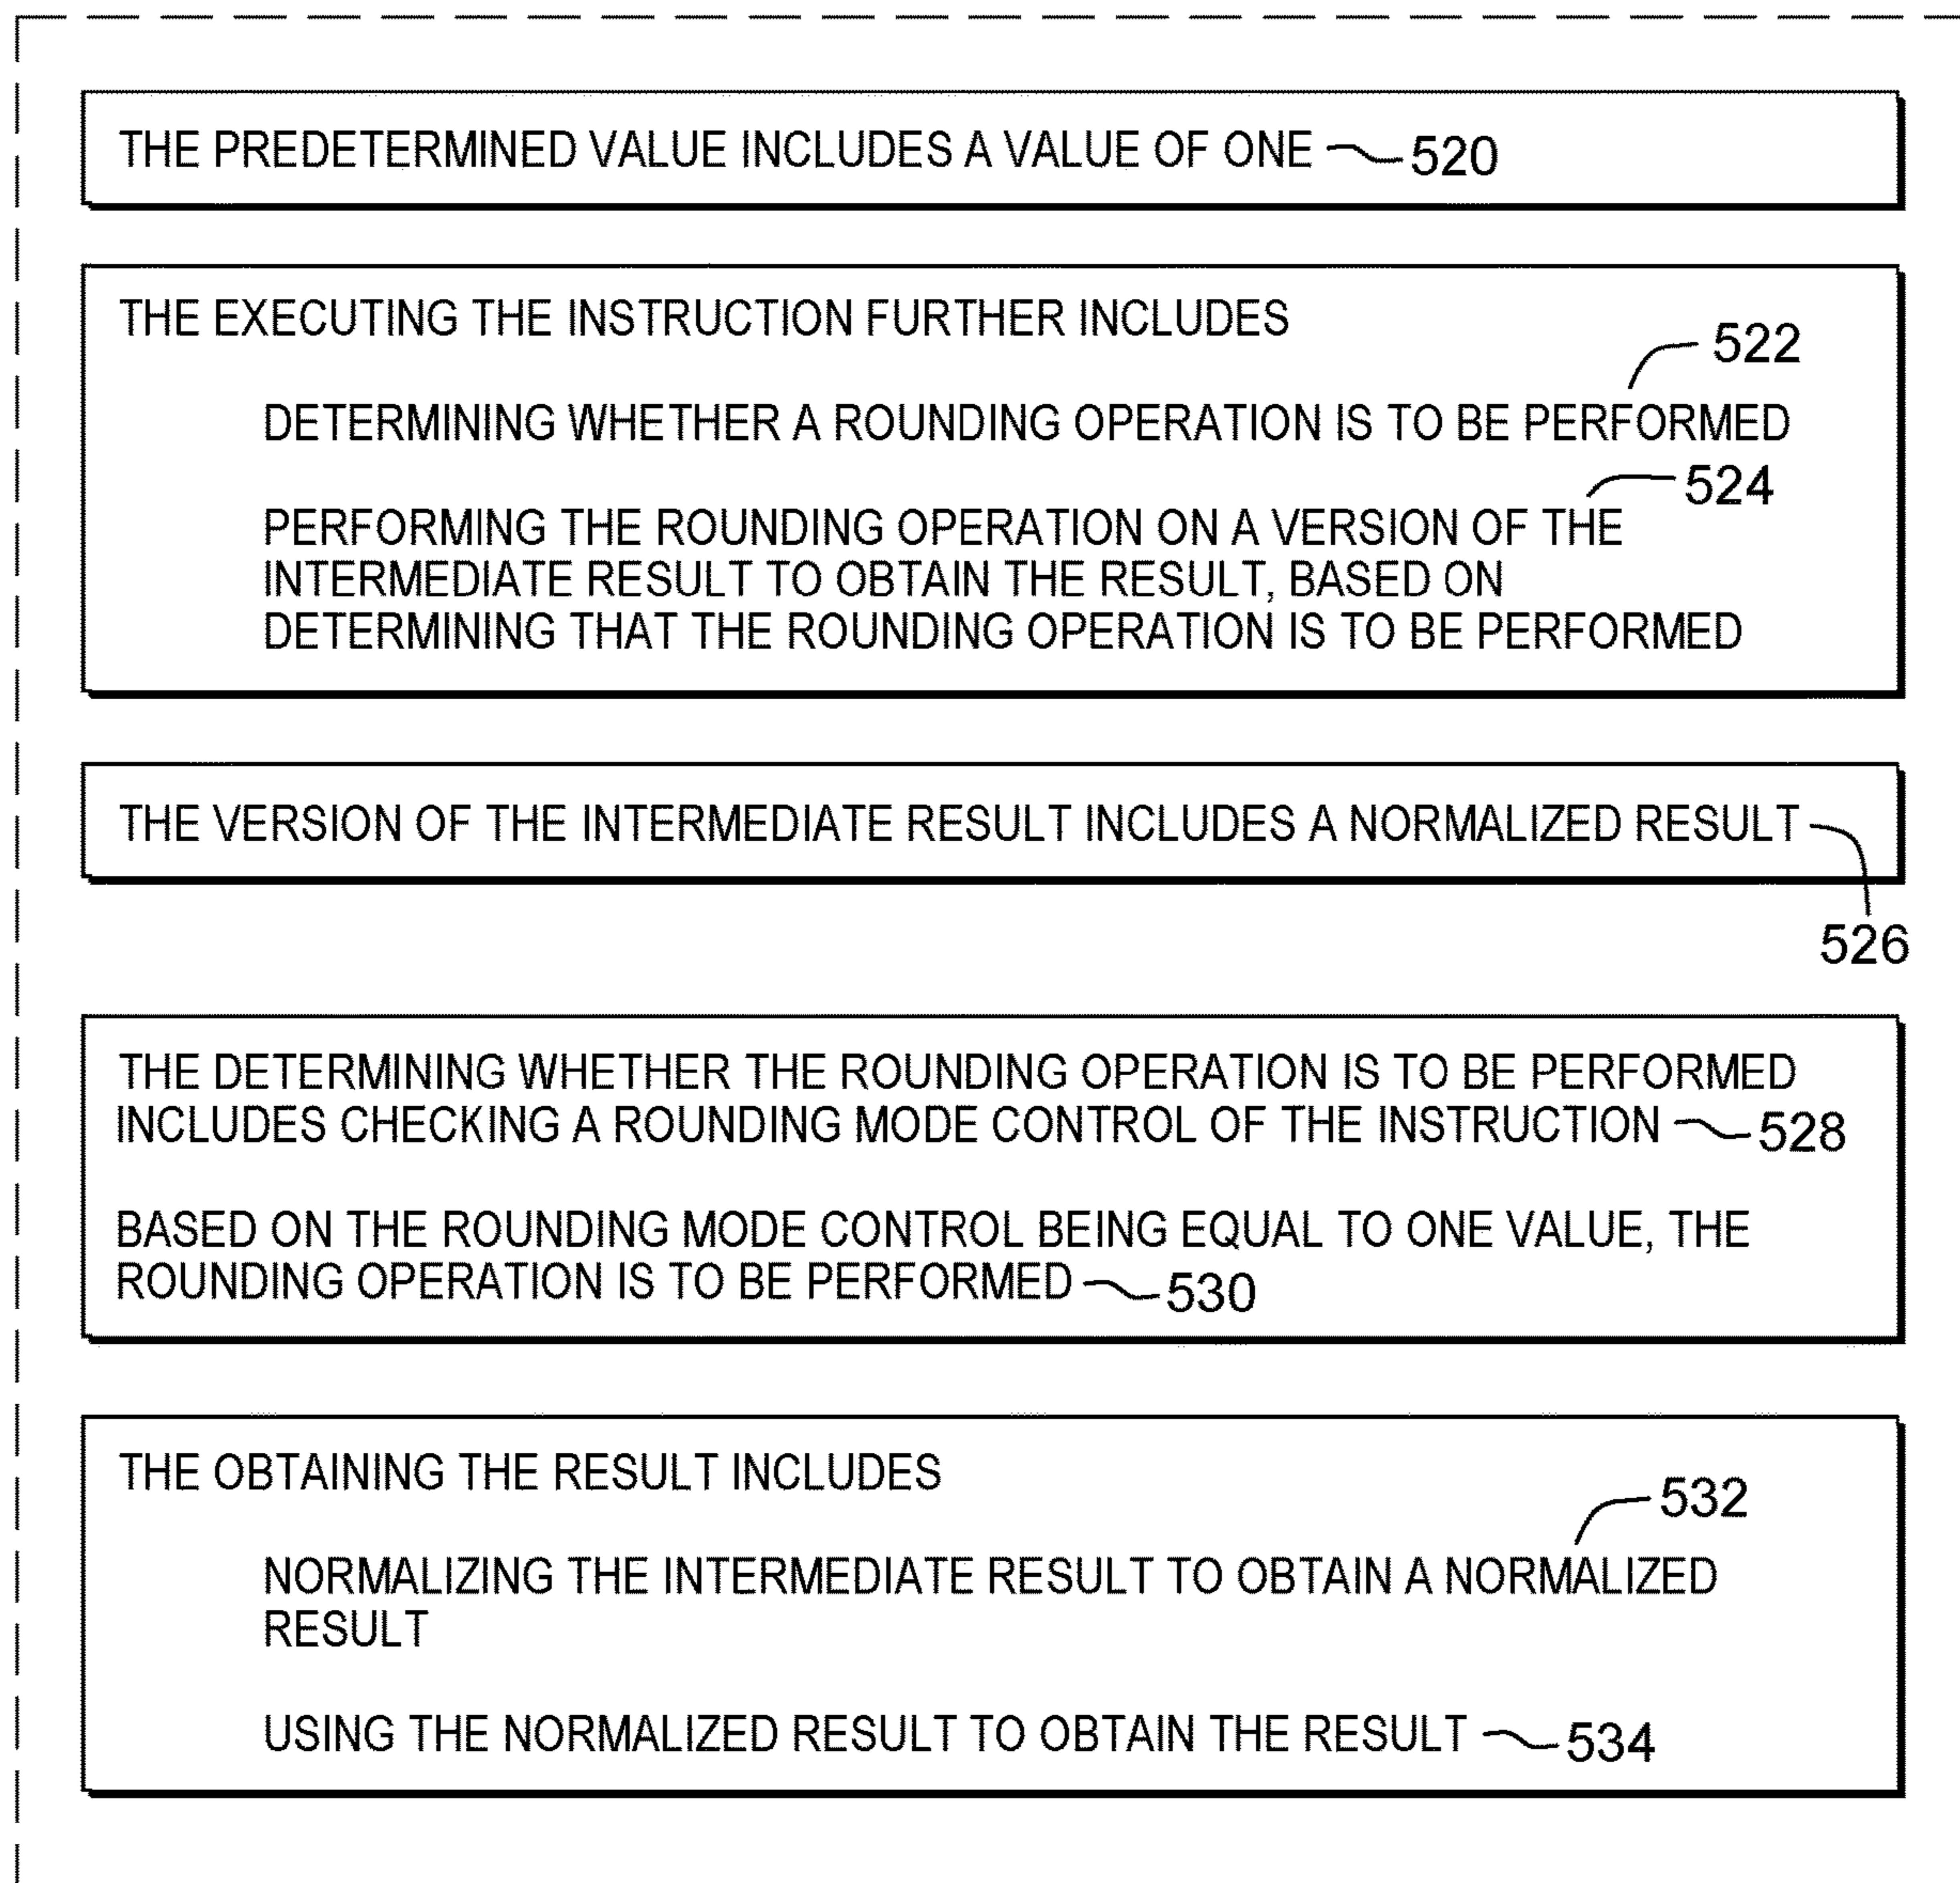 THE PREDETERMINED VALUE INCLUDES A VALUE OF ONE 520
THE EXECUTING THE INSTRUCTION FURTHER INCLUDES
522
DETERMINING WHETHER A ROUNDING OPERATION IS TO BE PERFORMED
524
PERFORMING THE ROUNDING OPERATION ON A VERSION OF THE
INTERMEDIATE RESULT TO OBTAIN THE RESULT, BASED ON
DETERMINING THAT THE ROUNDING OPERATION IS TO BE PERFORMED
THE VERSION OF THE INTERMEDIATE RESULT INCLUDES A NORMALIZED RESULT
526
THE DETERMINING WHETHER THE ROUNDING OPERATION IS TO BE PERFORMED
INCLUDES CHECKING A ROUNDING MODE CONTROL OF THE INSTRUCTION 528
BASED ON THE ROUNDING MODE CONTROL BEING EQUAL TO ONE VALUE, THE
ROUNDING OPERATION IS TO BE PERFORMED 530
THE OBTAINING THE RESULT INCLUDES
532
NORMALIZING THE INTERMEDIATE RESULT TO OBTAIN A NORMALIZED
RESULT
USING THE NORMALIZED RESULT TO OBTAIN THE RESULT 534